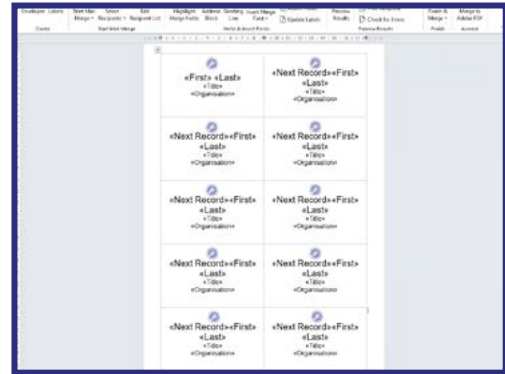 Developer Labels Start Mail Select Edit Highlight Address Greeting Insert Merge Preview Finish & Merge to
Merge Recipients Recipient List Merge Fields Block Line Field Update Labels Results Check for Errors Merge Adobe PDF
Create Start Mail Merge Write & Insert Fields Preview Results Finish Acrobat
«First» «Last»
«Title»
«Organisation»
«Next Record»«First»
«Last»
«Title»
«Organisation»
«Next Record»«First»
«Last»
«Title»
«Organisation»
«Next Record»«First»
«Last»
«Title»
«Organisation»
«Next Record»«First»
«Last»
«Title»
«Organisation»
«Next Record»«First»
«Last»
«Title»
«Organisation»
«Next Record»«First»
«Last»
«Title»
«Organisation»
«Next Record»«First»
«Last»
«Title»
«Organisation»
«Next Record»«First»
«Last»
«Title»
«Organisation»
«Next Record»«First»
«Last»
«Title»
«Organisation»